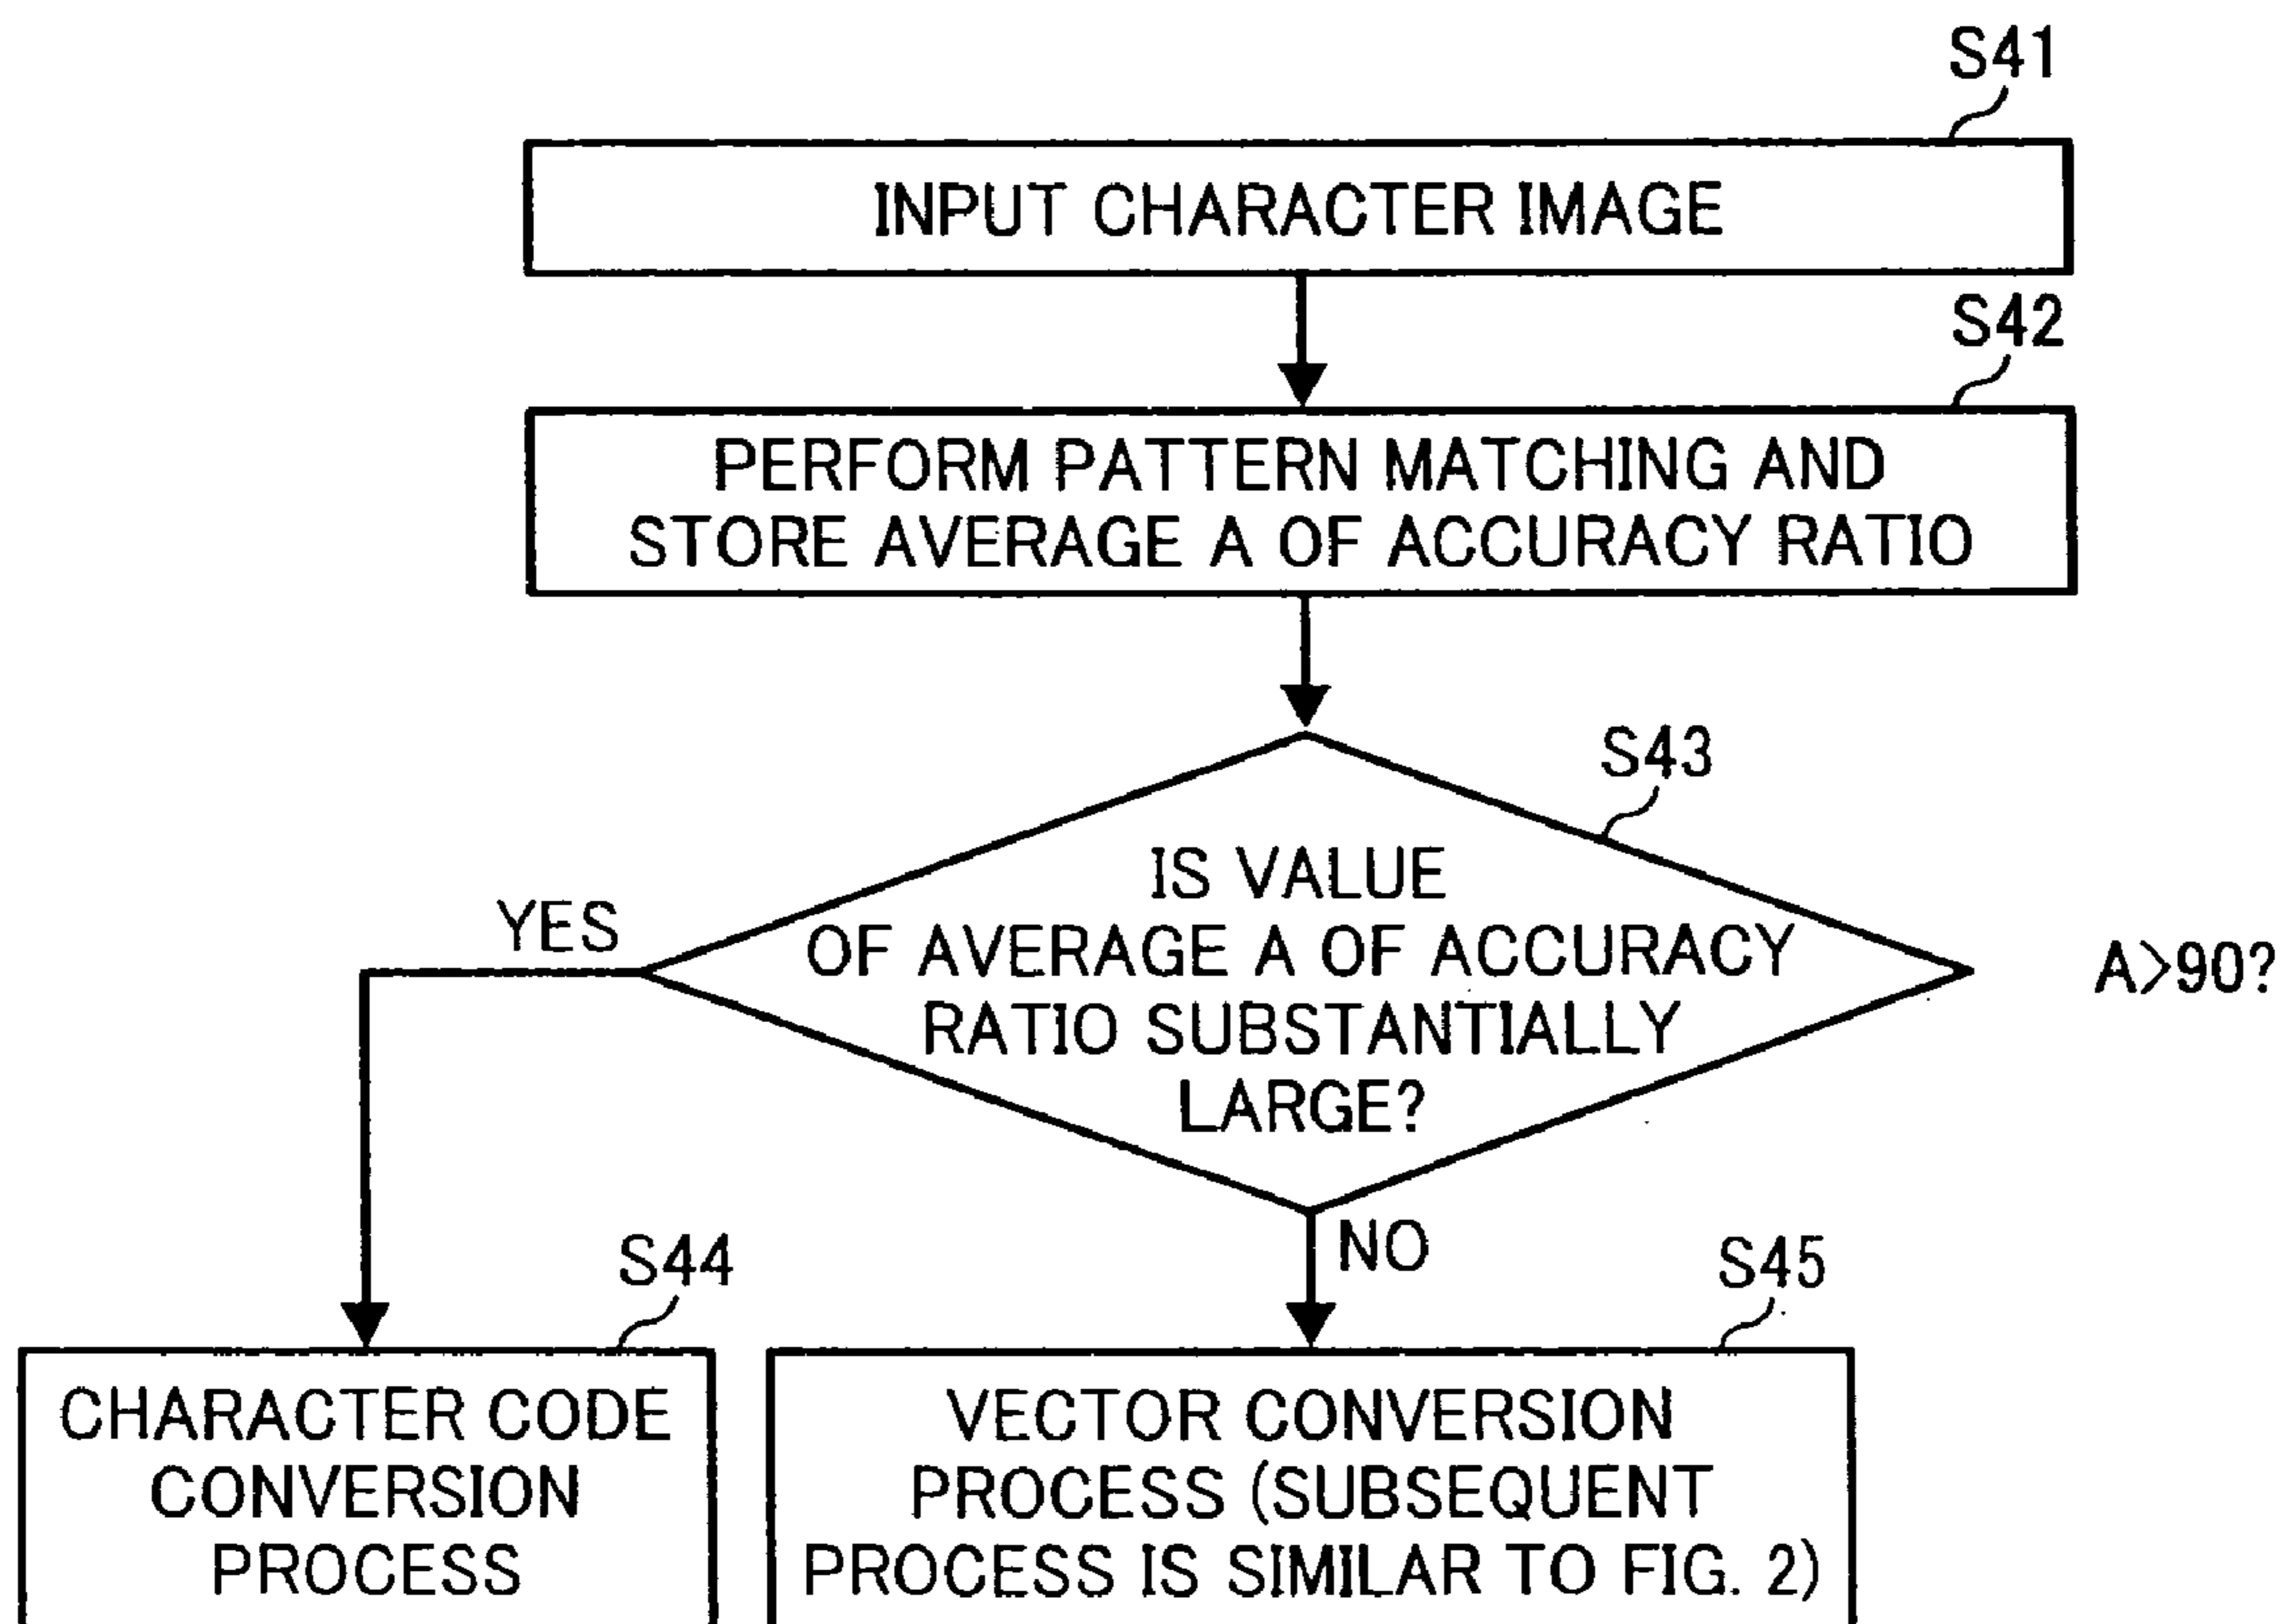 S41
INPUT CHARACTER IMAGE
S42
PERFORM PATTERN MATCHING AND
STORE AVERAGE A OF ACCURACY RATIO
S43
IS VALUE
OF AVERAGE A OF ACCURACY
RATIO SUBSTANTIALLY
LARGE?
YES
A>90?
NO
S44
CHARACTER CODE
CONVERSION
PROCESS
S45
VECTOR CONVERSION
PROCESS (SUBSEQUENT
PROCESS IS SIMILAR TO FIG. 2)